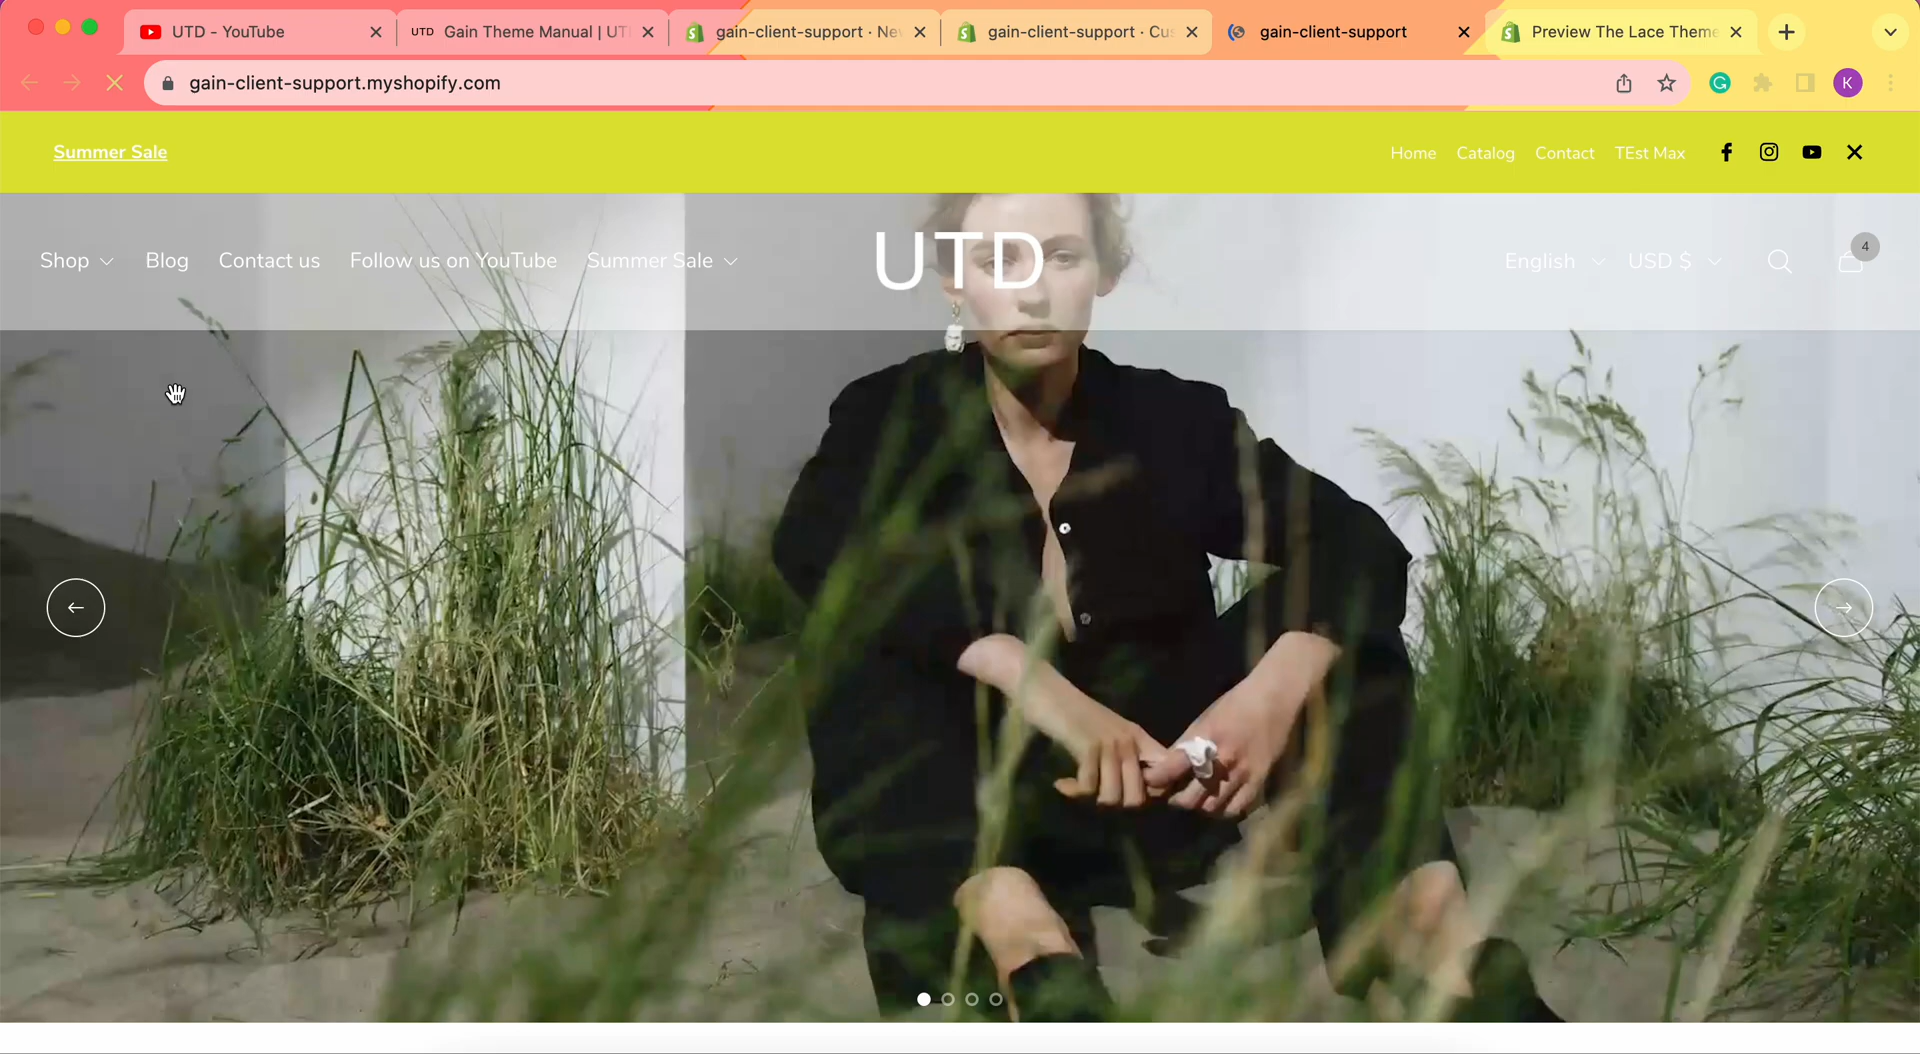 UTD - YouTube
Gain Theme Manual | UT
gain-client-support · Ne
gain-client-support · Cus
gain-client-support
Preview The Lace Theme
gain-client-support.myshopify.com
K
Summer Sale
Home Catalog Contact TEst Max
Shop Blog Contact us Follow us on YouTube Summer Sale
UTD
English USD $
4